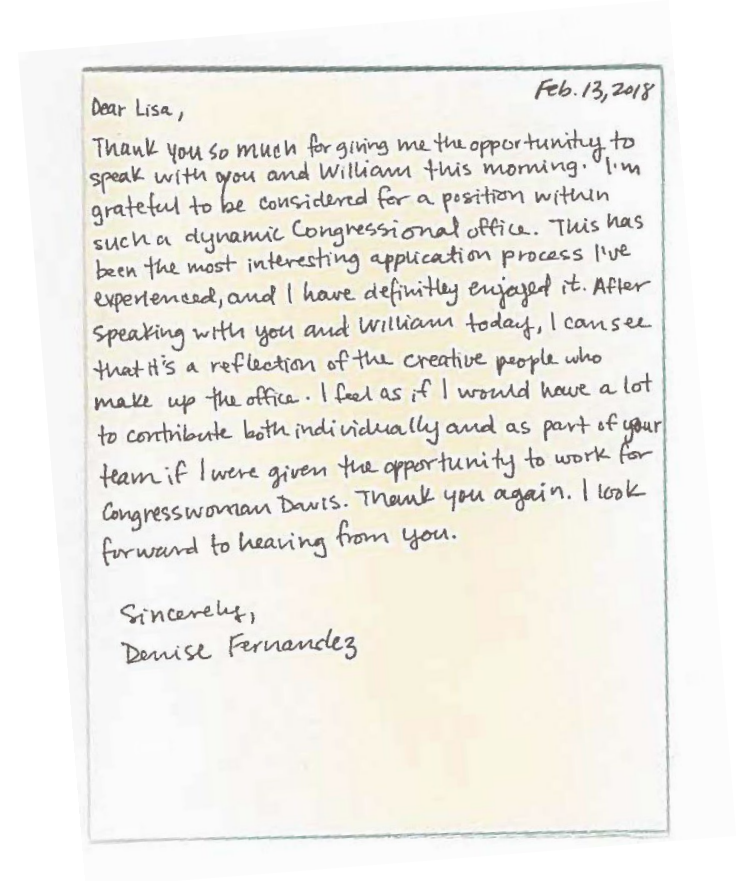 Feb. 13, 2018
Dear Lisa,
Thank you so much for giving me the opportunity to
speak with you and William this morning. I'm
grateful to be considered for a position within
such a dynamic Congressional office. This has
been the most interesting application process I've
experienced, and I have definitley enjoyed it. After
speaking with you and William today, I can see
that it's a reflection of the creative people who
make up the office. I feel as if I would have a lot
to contribute both individually and as part of your
team if I were given the opportunity to work for
Congresswoman Davis. Thank you again. I look
forward to hearing from you.
Sincerely,
Denise Fernandez